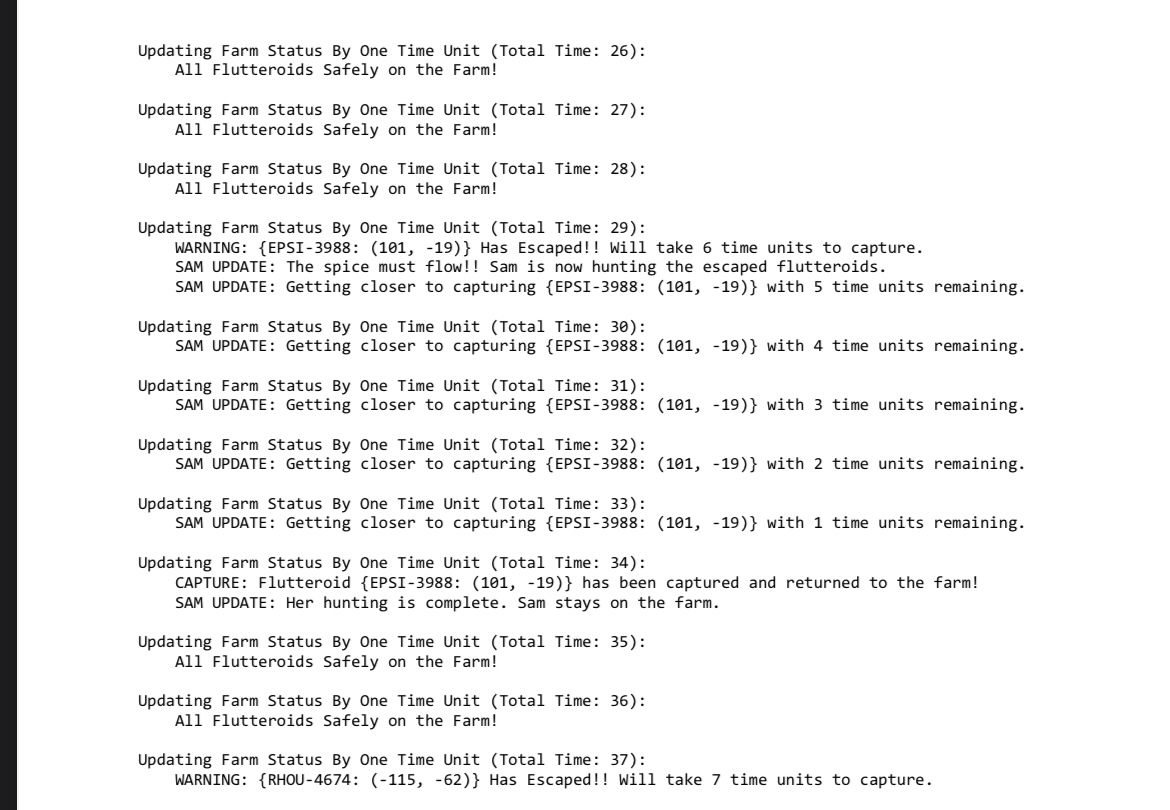 Updating Farm Status By One Time Unit (Total Time: 26):
All Flutteroids Safely on the Farm!
Updating Farm Status By One Time Unit (Total Time: 27):
All Flutteroids Safely on the Farm!
Updating Farm Status By One Time Unit (Total Time: 28):
All Flutteroids Safely on the Farm!
Updating Farm Status By One Time Unit (Total Time: 29):
WARNING: {EPSI-3988: (101, -19)} Has Escaped!! Will take 6 time units to capture.
SAM UPDATE: The spice must flow!! Sam is now hunting the escaped flutteroids.
SAM UPDATE: Getting closer to capturing {EPSI-3988: (101, -19)} with 5 time units remaining.
Updating Farm Status By One Time Unit (Total Time: 30):
SAM UPDATE: Getting closer to capturing {EPSI-3988: (101, -19)} with 4 time units remaining.
Updating Farm Status By One Time Unit (Total Time: 31):
SAM UPDATE: Getting closer to capturing {EPSI-3988: (101, -19)} with 3 time units remaining.
Updating Farm Status By One Time Unit (Total Time: 32):
SAM UPDATE: Getting closer to capturing {EPSI-3988: (101, -19)} with 2 time units remaining.
Updating Farm Status By One Time Unit (Total Time: 33):
SAM UPDATE: Getting closer to capturing {EPSI-3988: (101, -19)} with 1 time units remaining.
Updating Farm Status By One Time Unit (Total Time: 34):
CAPTURE: Flutteroid {EPSI-3988: (101, -19)} has been captured and returned to the farm!
SAM UPDATE: Her hunting is complete. Sam stays on the farm.
Updating Farm Status By One Time Unit (Total Time: 35):
All Flutteroids Safely on the Farm!
Updating Farm Status By One Time Unit (Total Time: 36):
All Flutteroids Safely on the Farm!
Updating Farm Status By One Time Unit (Total Time: 37):
WARNING: {RHOU-4674: (-115, -62)} Has Escaped!! Will take 7 time units to capture.